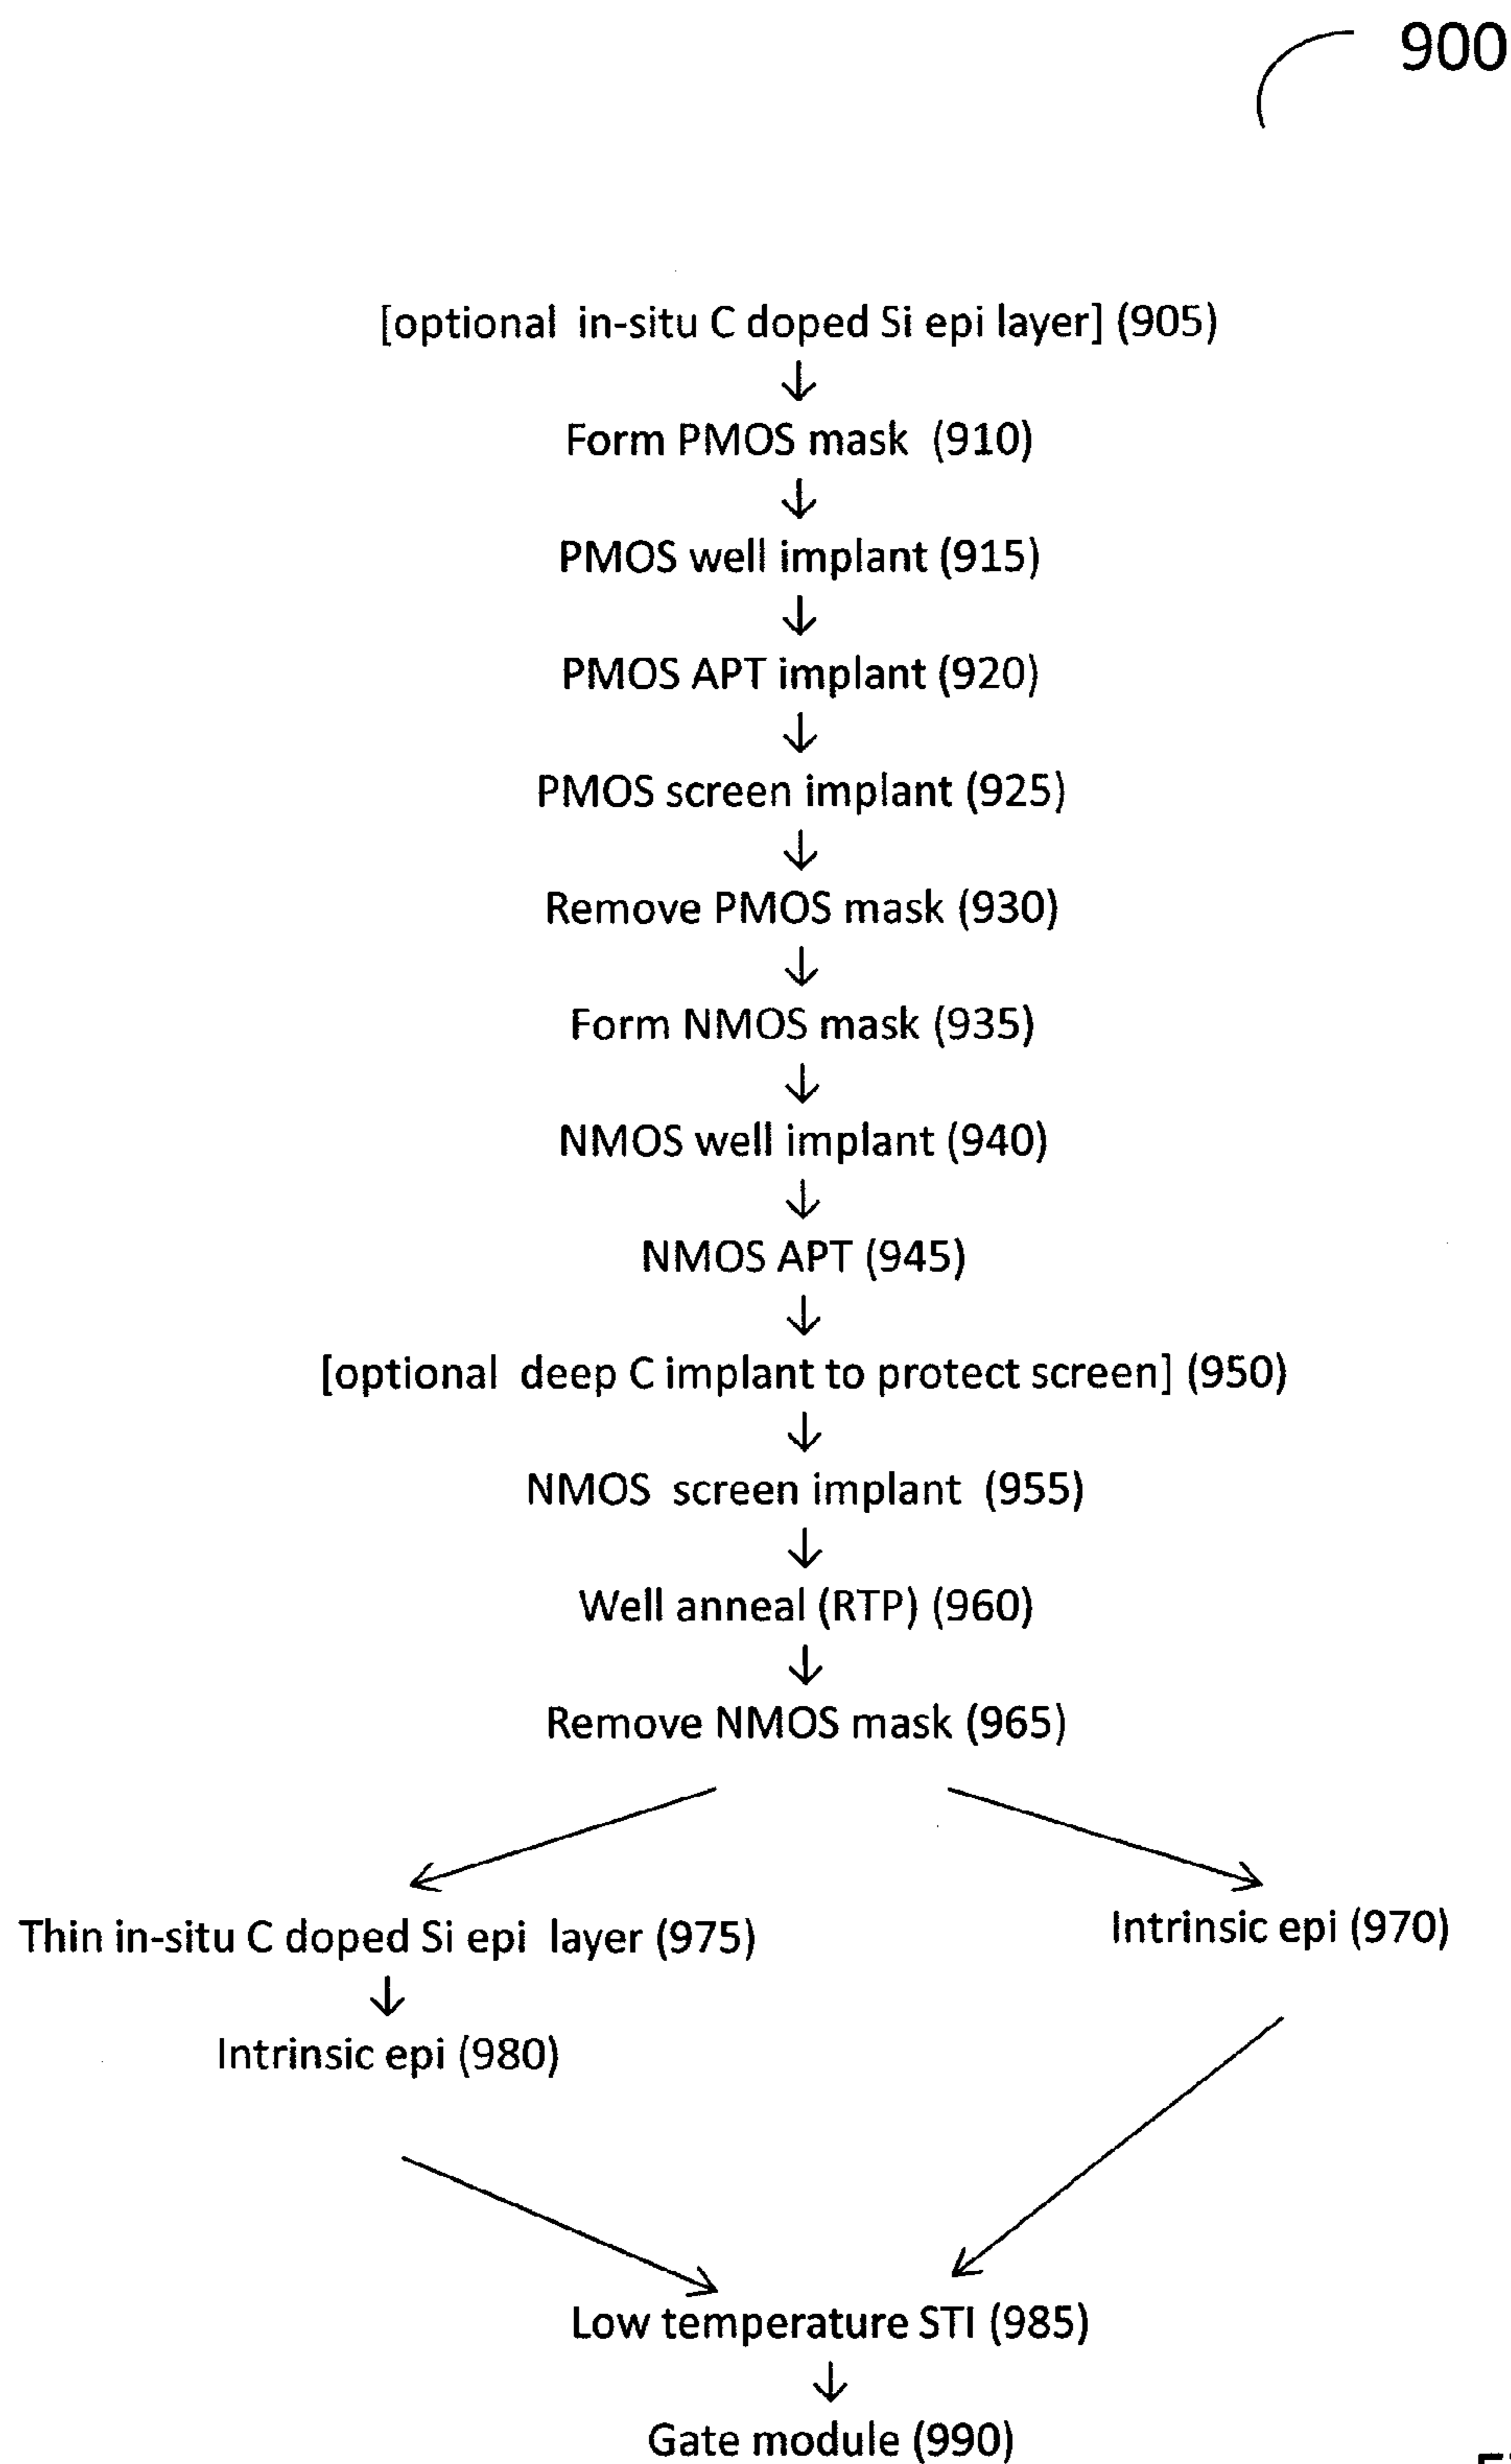 900
[optional in-situ C doped Si epi layer] (905)
↓
Form PMOS mask (910)
↓
PMOS well implant (915)
↓
PMOS APT implant (920)
↓
PMOS screen implant (925)
↓
Remove PMOS mask (930)
↓
Form NMOS mask (935)
↓
NMOS well implant (940)
↓
NMOS APT (945)
↓
[optional deep C implant to protect screen] (950)
↓
NMOS screen implant (955)
↓
Well anneal (RTP) (960)
↓
Remove NMOS mask (965)
Thin in-situ C doped Si epi layer (975)
Intrinsic epi (970)
↓
Intrinsic epi (980)
Low temperature STI (985)
↓
Gate module (990)